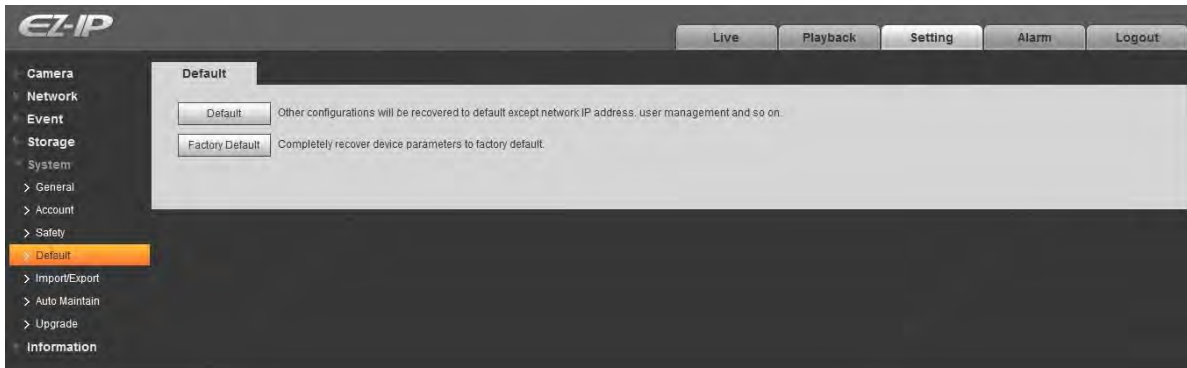 EZ-IP
Live Playback Setting Alarm Logout
Camera
Network
Event
Storage
System
> General
> Account
> Safety
> Default
> Import/Export
> Auto Maintain
> Upgrade
Information
Default
Default Other configurations will be recovered to default except network IP address, user management and so on.
Factory Default Completely recover device parameters to factory default.